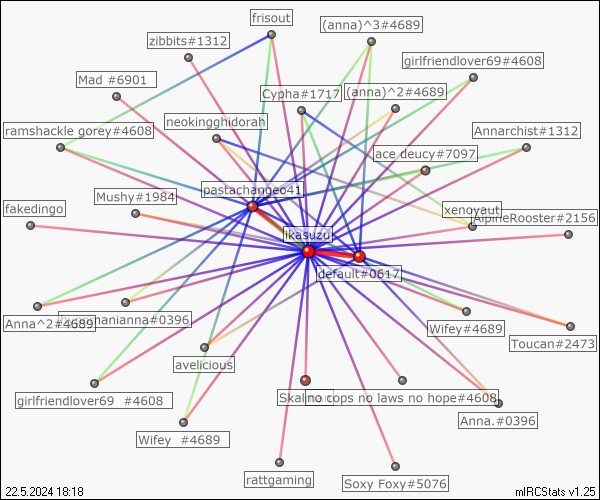 frisout
(anna)^3#4689
zibbits#1312
girlfriendlover69#4608
Mad #6901
Cypha#1717
(anna)^2#4689
neokingghidorah
ramshackle gorey#4608
Annarchist#1312
ace deucy#7097
pastachangeo41
Mushy#1984
fakedingo
xenoyaut
AlpineRooster#2156
ikasuzu
default#0617
Anna^2#4689
manianna#0396
Wifey#4689
Toucan#2473
avelicious
girlfriendlover69 #4608
Skal
no cops no laws no hope#4608
Anna.#0396
Wifey #4689
rattgaming
Soxy Foxy#5076
22.5.2024 18:18
mIRCStats v1.25